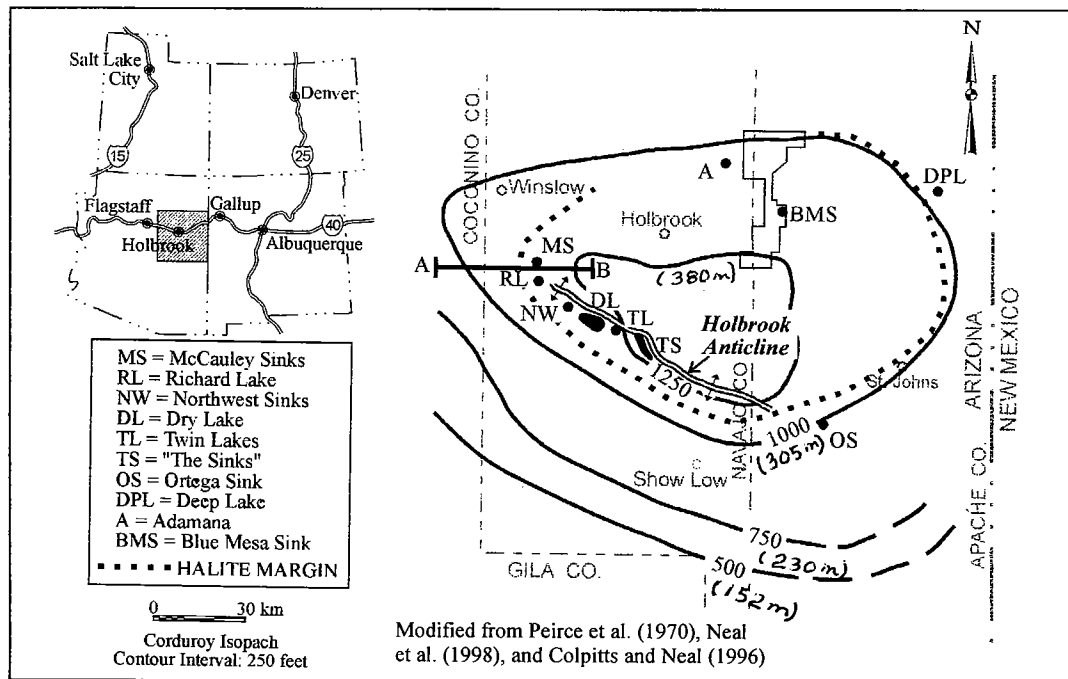 Salt Lake
City
Denver
15
25
Flagstaff
Gallup
40
Holbrook
Albuquerque
MS = McCauley Sinks
RL = Richard Lake
NW = Northwest Sinks
DL = Dry Lake
TL = Twin Lakes
TS = "The Sinks"
OS = Ortega Sink
DPL = Deep Lake
A = Adamana
BMS = Blue Mesa Sink
HALITE MARGIN
0 30 km
Corduroy Isopach
Contour Interval: 250 feet
N
COCONINO CO.
Winslow
A
DPL
BMS
Holbrook
MS
A
B
RL
(380m)
NW
DL
TL
TS
Holbrook
Anticline
1250
St. Johns
NAVAJO CO.
1000
(305 m)
OS
Show Low
750
(230 m)
500
(152 m)
GILA CO.
APACHE CO.
ARIZONA
NEW MEXICO
Modified from Peirce et al. (1970), Neal
et al. (1998), and Colpitts and Neal (1996)